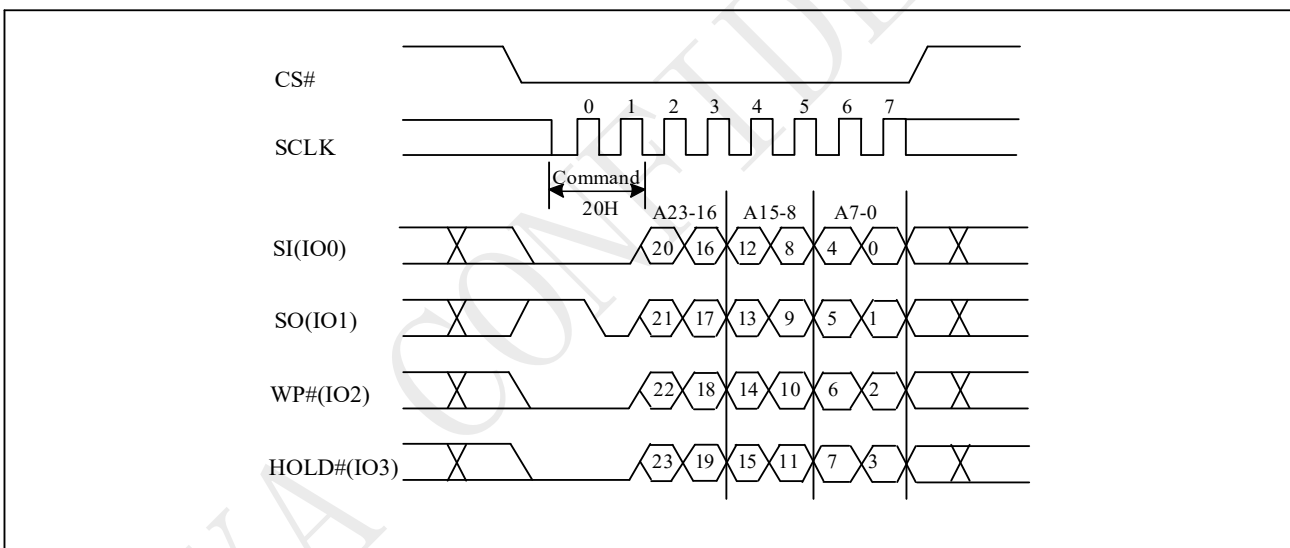 CS#
0 1 2 3 4 5 6 7
SCLK
Command
20H
A23-16 A15-8 A7-0
SI(IO0) 20 16 12 8 4 0
SO(IO1) 21 17 13 9 5 1
WP#(IO2) 22 18 14 10 6 2
HOLD#(IO3) 23 19 15 11 7 3